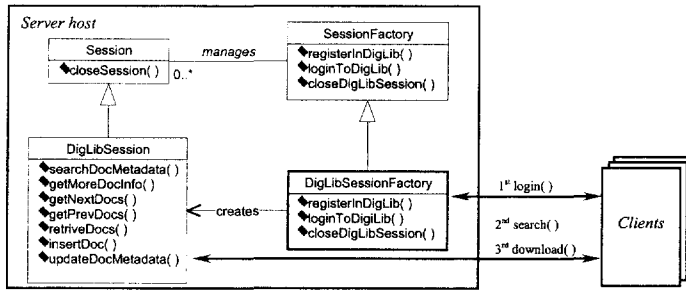 Server host
Session
closeSession( )
manages
0..*
SessionFactory
registerInDigLib( )
loginToDigLib( )
closeDigLibSession( )
DigLibSession
searchDocMetadata( )
getMoreDocInfo( )
getNextDocs( )
getPrevDocs( )
retriveDocs( )
insertDoc( )
updateDocMetadata( )
creates
DigLibSessionFactory
registerInDigLib( )
loginToDigiLib( )
closeDigLibSession( )
1st login( )
2nd search( )
3rd download( )
Clients